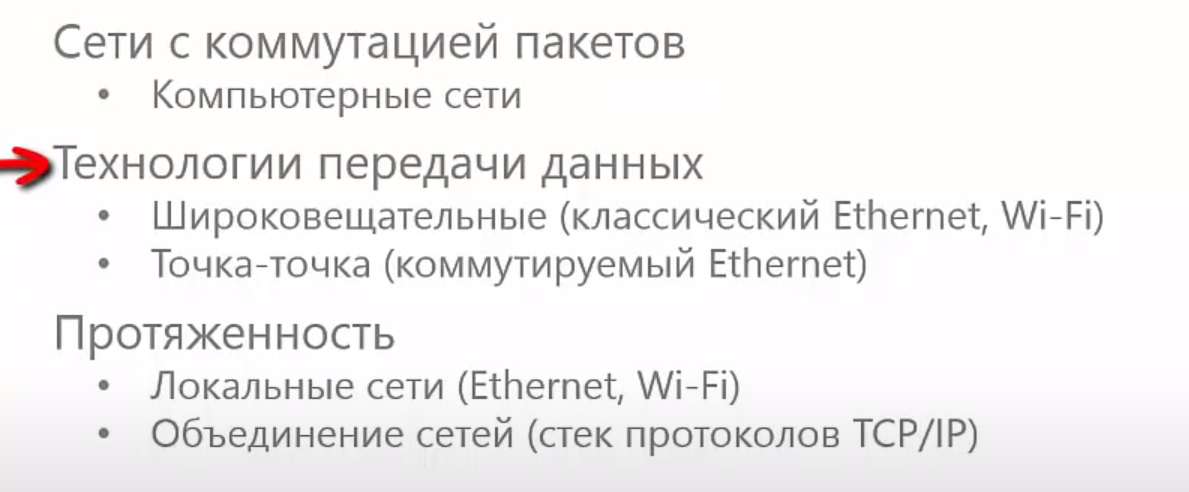 Сети с коммутацией пакетов
• Компьютерные сети
Технологии передачи данных
• Широковещательные (классический Ethernet, Wi-Fi)
• Точка-точка (коммутируемый Ethernet)
Протяженность
• Локальные сети (Ethernet, Wi-Fi)
• Объединение сетей (стек протоколов TCP/IP)